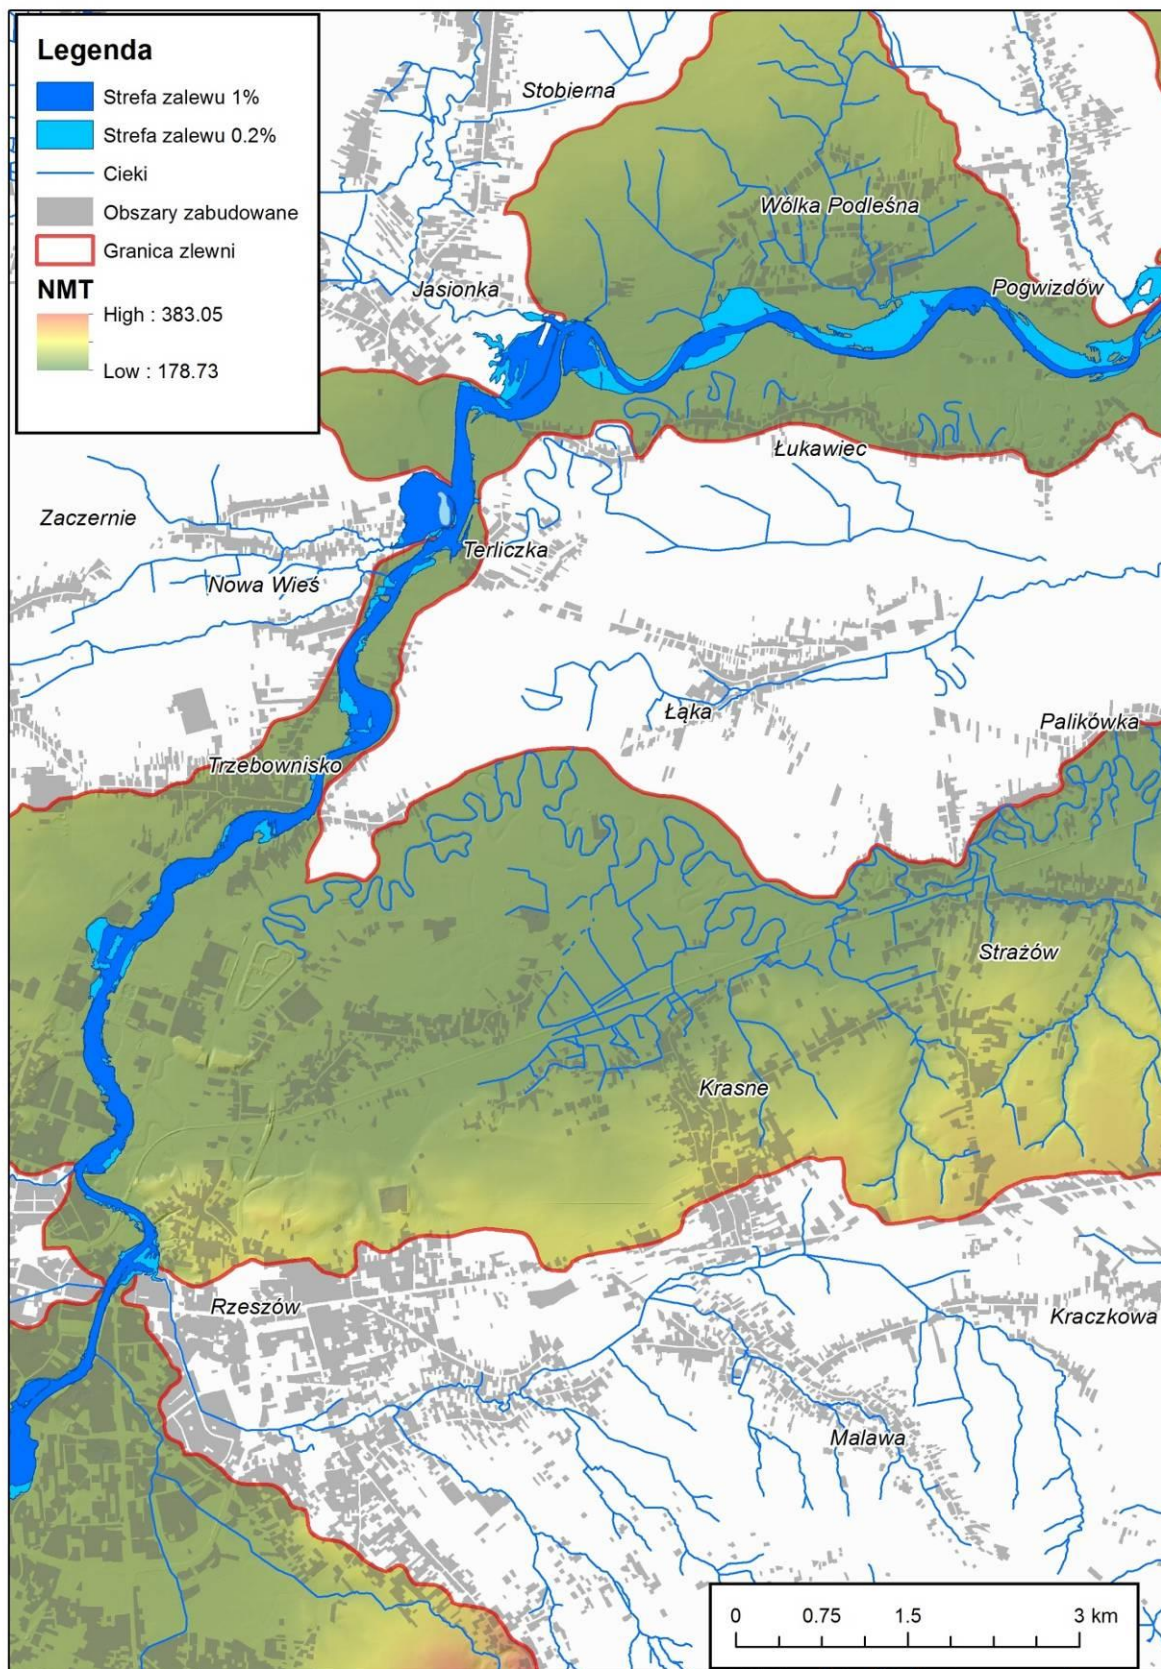 Legenda
Strefa zalewu 1%
Strefa zalewu 0.2%
Cieki
Obszary zabudowane
Granica zlewni
NMT
High : 383.05
Low : 178.73
Stobierna
Wólka Podleśna
Jasionka
Pogwizdów
Łukawiec
Zaczernie
Terliczka
Nowa Wieś
Łąka
Palikówka
Trzebownisko
Strażów
Krasne
Rzeszów
Kraczkowa
Malawa
0 0.75 1.5 3 km